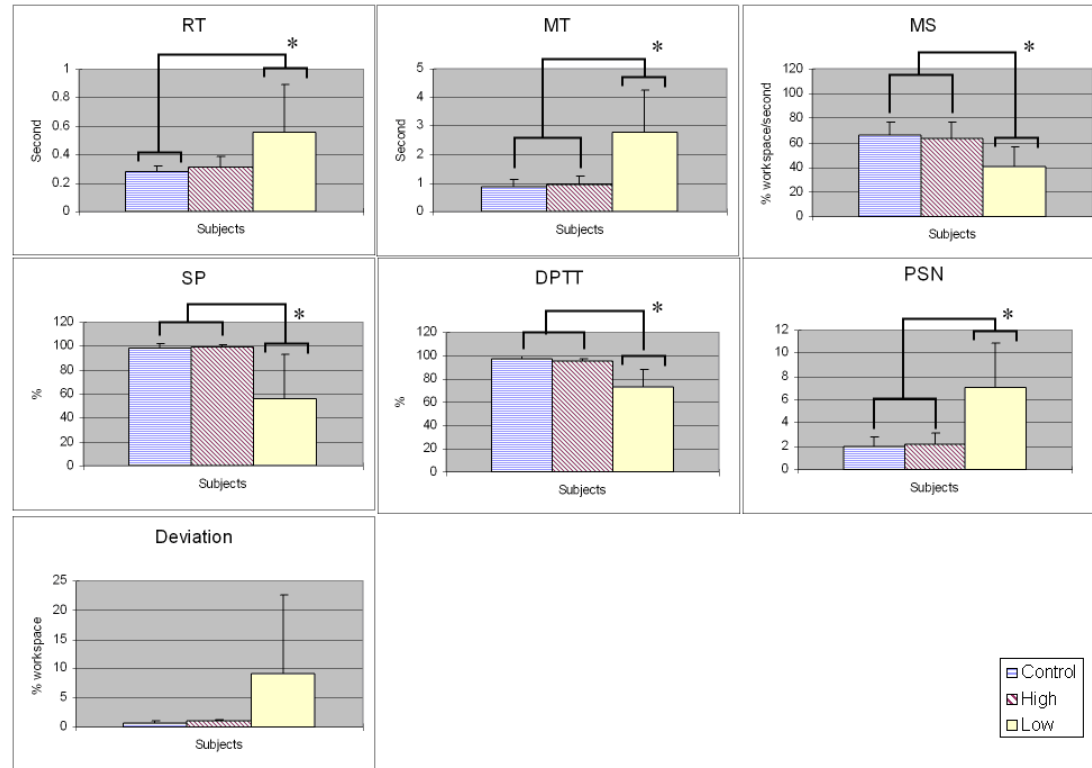 RT
*
1
0.8
0.6
0.4
0.2
0
Second
Subjects
MT
*
5
4
3
2
1
0
Second
Subjects
MS
*
120
100
80
60
40
20
0
% workspace/second
Subjects
SP
*
120
100
80
60
40
20
0
%
Subjects
DPTT
*
120
100
80
60
40
20
0
%
Subjects
PSN
*
12
10
8
6
4
2
0
Subjects
Deviation
25
20
15
10
5
0
% workspace
Subjects
Control
High
Low